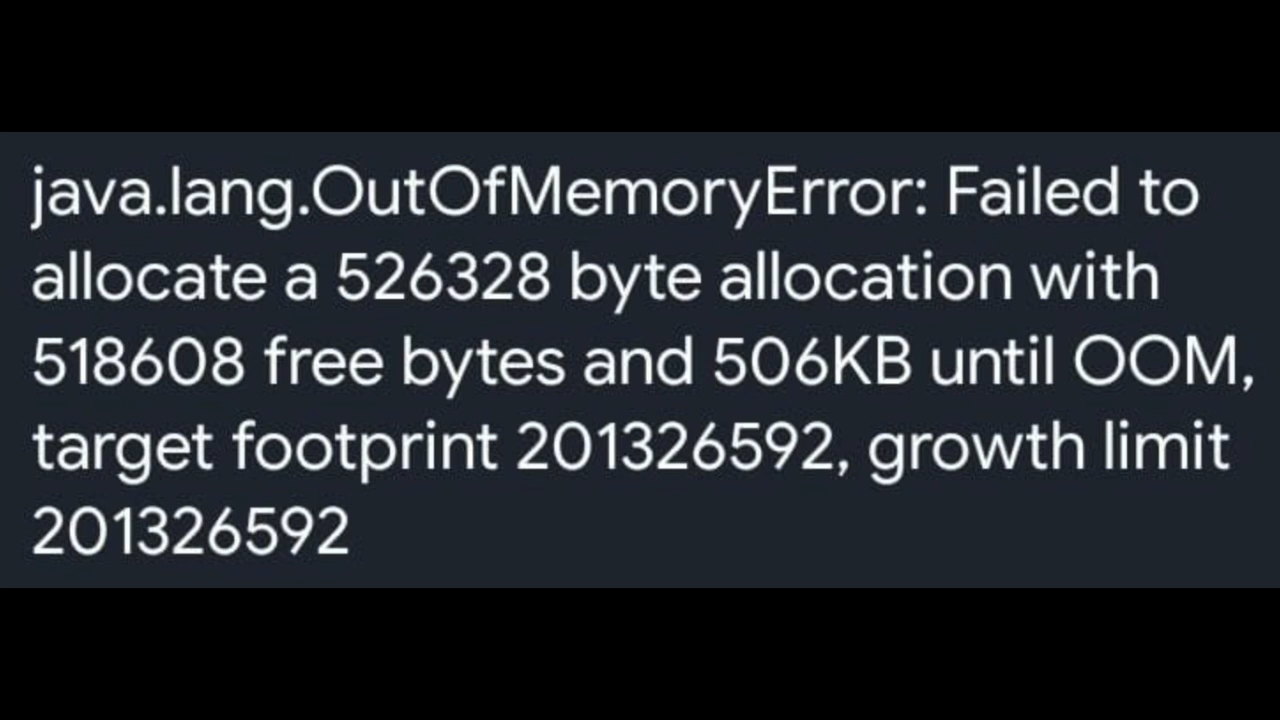 java.lang.OutOfMemoryError: Failed to
allocate a 526328 byte allocation with
518608 free bytes and 506KB until OOM,
target footprint 201326592, growth limit
201326592